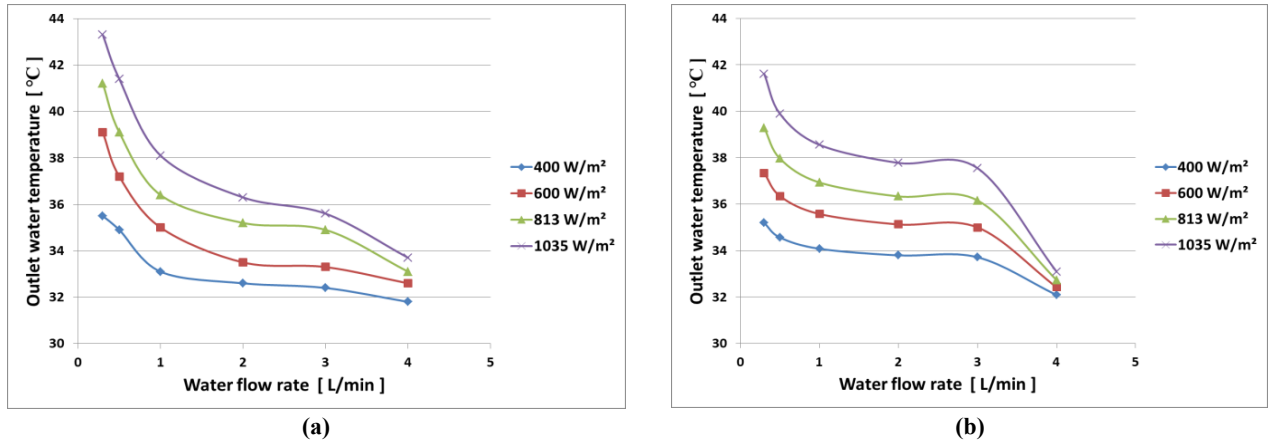 44
42
40
38
36
34
32
30
0 1 2 3 4 5
Outlet water temperature [ °C ]
Water flow rate [ L/min ]
400 W/m²
600 W/m²
813 W/m²
1035 W/m²
(a)
44
42
40
38
36
34
32
30
0 1 2 3 4 5
Outlet water temperature [ °C ]
Water flow rate [ L/min ]
400 W/m²
600 W/m²
813 W/m²
1035 W/m²
(b)